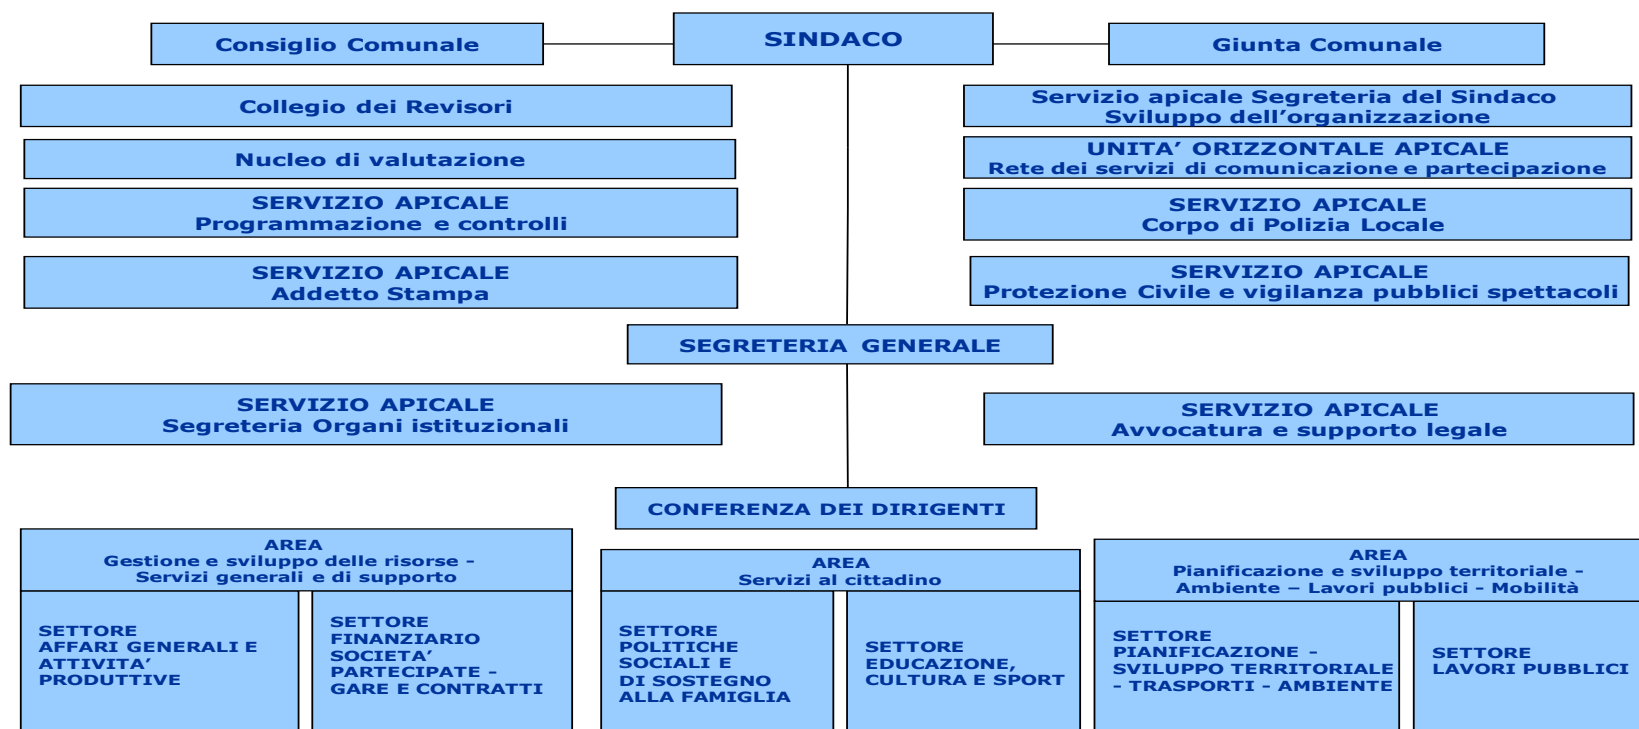 Consiglio Comunale
SINDACO
Giunta Comunale
Collegio dei Revisori
Servizio apicale Segreteria del Sindaco
Sviluppo dell’organizzazione
Nucleo di valutazione
UNITA’ ORIZZONTALE APICALE
Rete dei servizi di comunicazione e partecipazione
SERVIZIO APICALE
Programmazione e controlli
SERVIZIO APICALE
Corpo di Polizia Locale
SERVIZIO APICALE
Addetto Stampa
SERVIZIO APICALE
Protezione Civile e vigilanza pubblici spettacoli
SEGRETERIA GENERALE
SERVIZIO APICALE
Segreteria Organi istituzionali
SERVIZIO APICALE
Avvocatura e supporto legale
CONFERENZA DEI DIRIGENTI
AREA
Gestione e sviluppo delle risorse -
Servizi generali e di supporto
SETTORE
AFFARI GENERALI E
ATTIVITA’
PRODUTTIVE
SETTORE
FINANZIARIO
SOCIETA’
PARTECIPATE –
GARE E CONTRATTI
AREA
Servizi al cittadino
SETTORE
POLITICHE
SOCIALI E
DI SOSTEGNO
ALLA FAMIGLIA
SETTORE
EDUCAZIONE,
CULTURA E SPORT
AREA
Pianificazione e sviluppo territoriale -
Ambiente – Lavori pubblici - Mobilità
SETTORE
PIANIFICAZIONE -
SVILUPPO TERRITORIALE
- TRASPORTI - AMBIENTE
SETTORE
LAVORI PUBBLICI